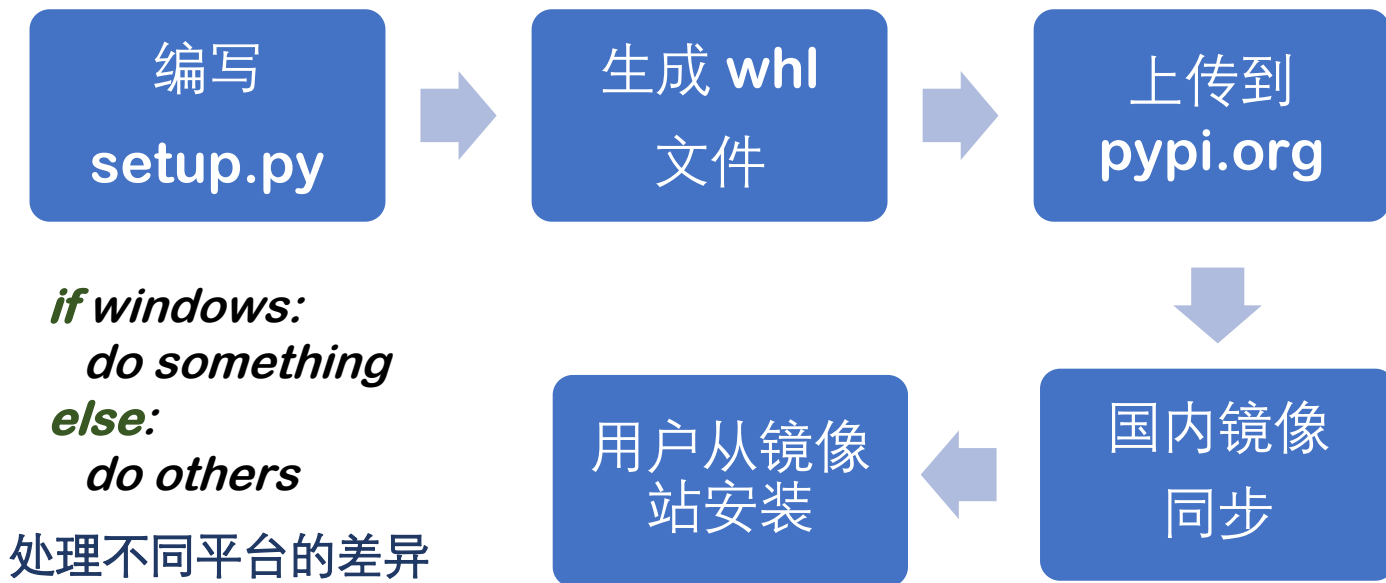 编写
setup.py
生成 whl
文件
上传到
pypi.org
if windows:
do something
else:
do others
处理不同平台的差异
国内镜像
同步
用户从镜像
站安装